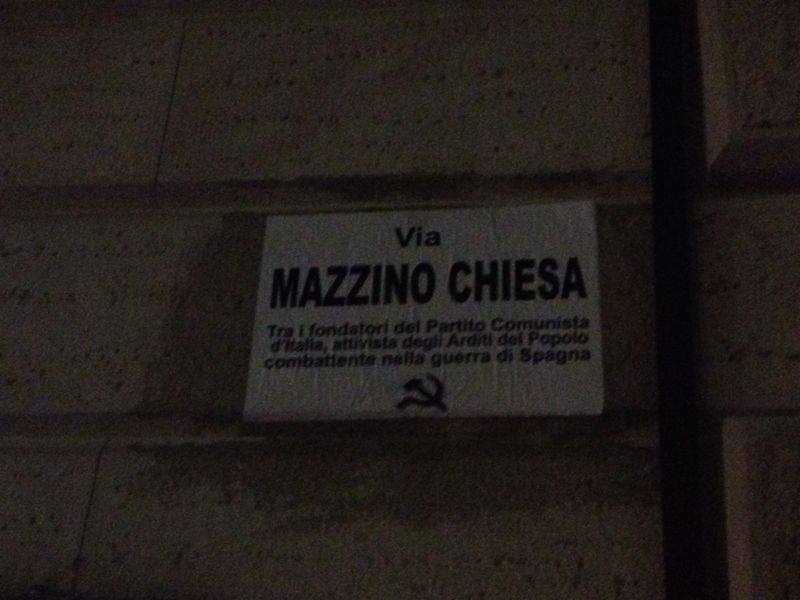 Via
MAZZINO CHIESA
Tra i fondatori del Partito Comunista
d'Italia, attivista degli Arditi del Popolo
combattente nella guerra di Spagna